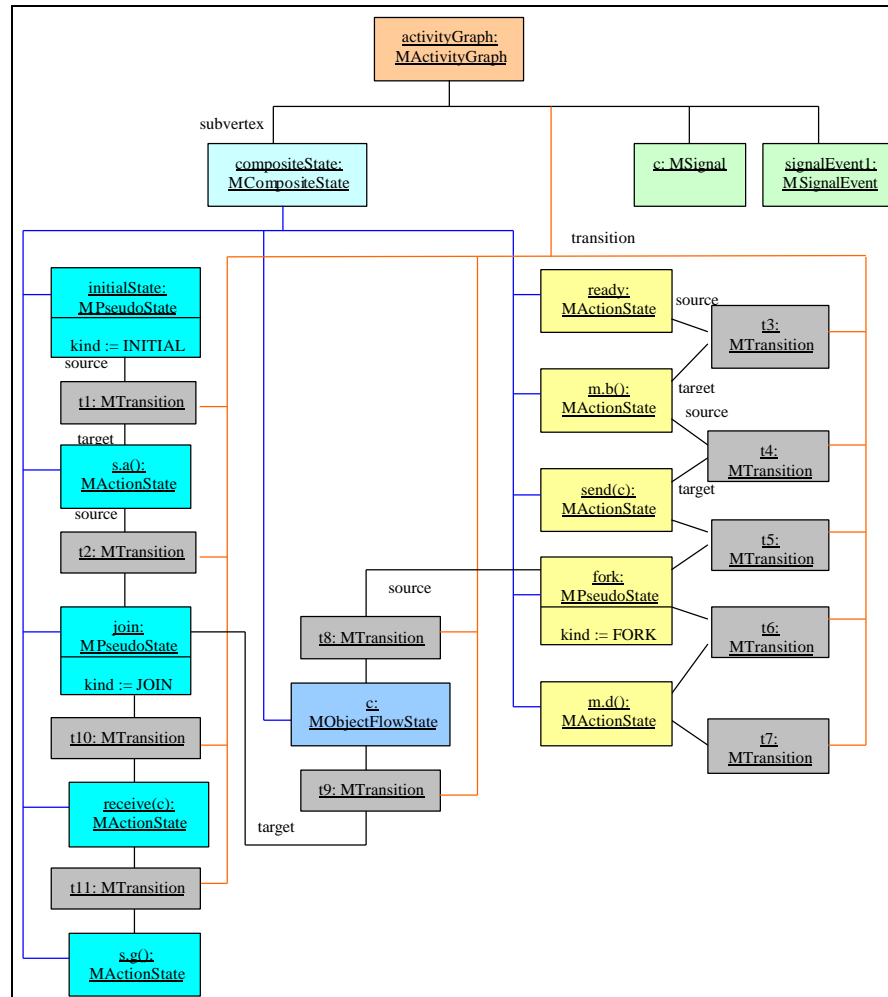 activityGraph:
MActivityGraph
subvertex
compositeState:
MCompositeState
c: MSignal
signalEvent1:
MSignalEvent
transition
initialState:
MPseudoState
kind := INITIAL
source
t1: MTransition
target
s.a():
MActionState
source
t2: MTransition
join:
MPseudoState
kind := JOIN
t10: MTransition
receive(c):
MActionState
t11: MTransition
s.g():
MActionState
source
t8: MTransition
c:
MObjectFlowState
t9: MTransition
target
ready:
MActionState
source
t3:
MTransition
m.b():
MActionState
target
source
t4:
MTransition
send(c):
MActionState
target
t5:
MTransition
fork:
MPseudoState
kind := FORK
t6:
MTransition
m.d():
MActionState
t7:
MTransition